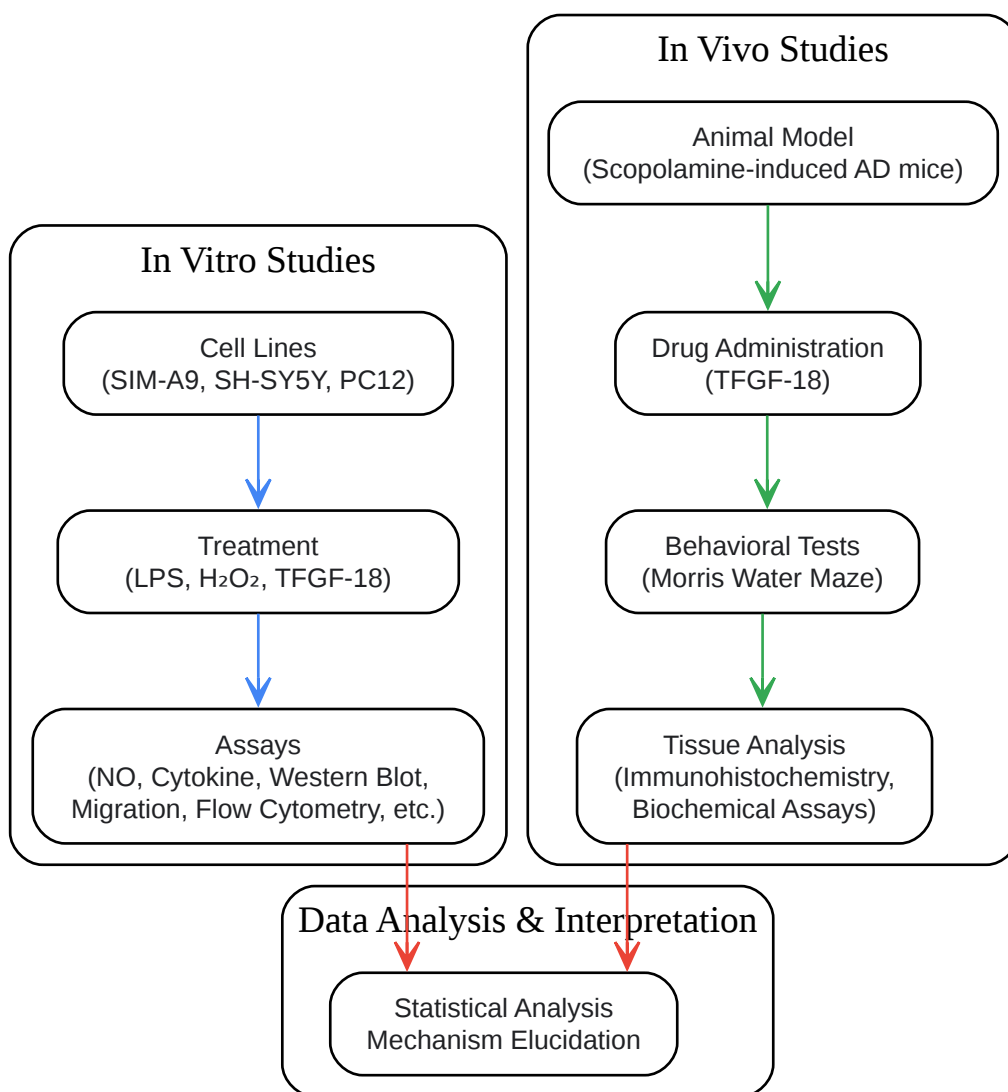 In Vitro Studies
Cell Lines
(SIM-A9, SH-SY5Y, PC12)
Treatment
(LPS, H₂O₂, TFGF-18)
Assays
(NO, Cytokine, Western Blot,
Migration, Flow Cytometry, etc.)
In Vivo Studies
Animal Model
(Scopolamine-induced AD mice)
Drug Administration
(TFGF-18)
Behavioral Tests
(Morris Water Maze)
Tissue Analysis
(Immunohistochemistry,
Biochemical Assays)
Data Analysis & Interpretation
Statistical Analysis
Mechanism Elucidation